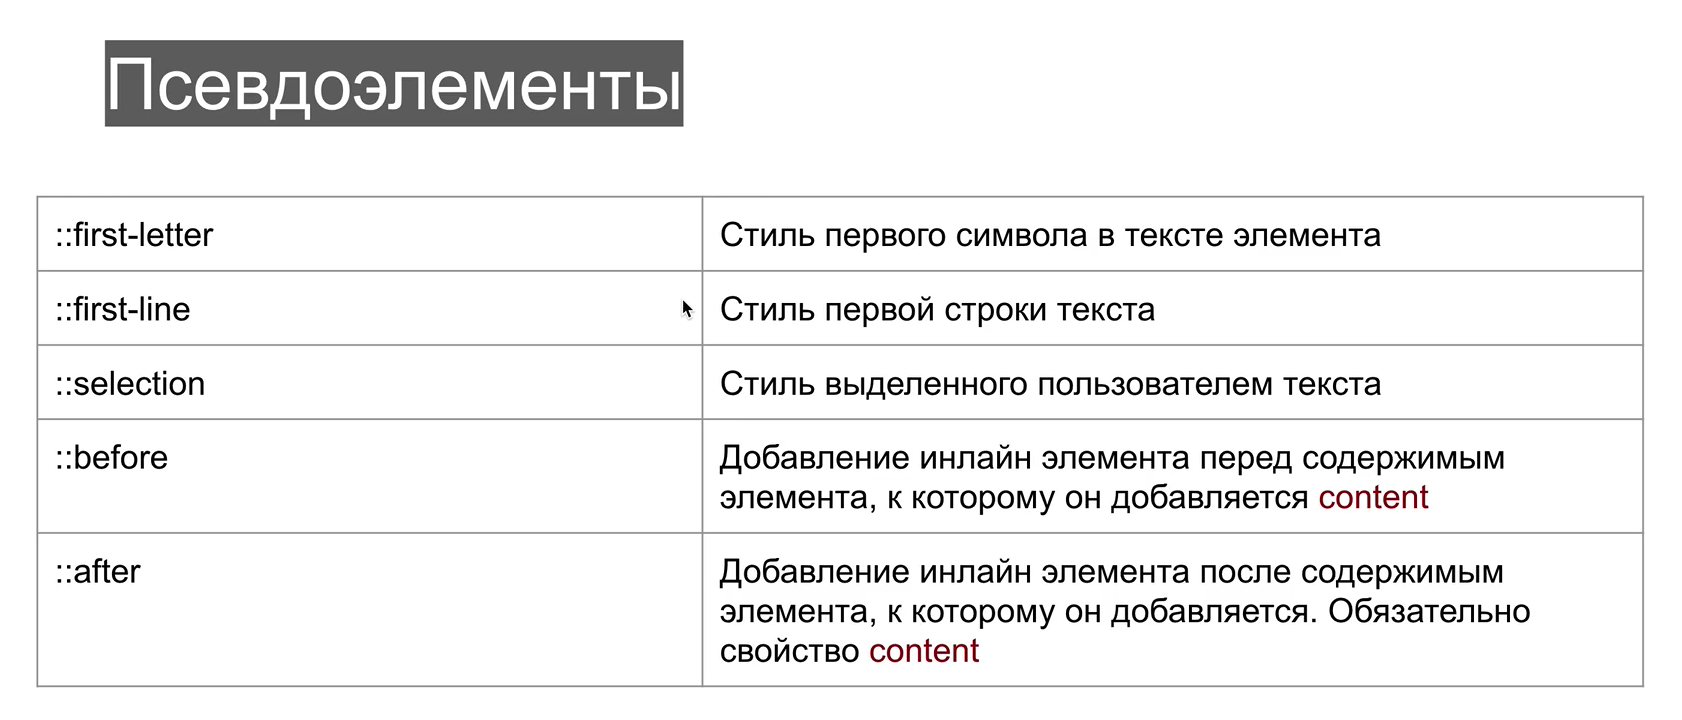 Псевдоэлементы
::first-letter
Стиль первого символа в тексте элемента
::first-line
Стиль первой строки текста
::selection
Стиль выделенного пользователем текста
::before
Добавление инлайн элемента перед содержимым
элемента, к которому он добавляется content
::after
Добавление инлайн элемента после содержимым
элемента, к которому он добавляется. Обязательно
свойство content